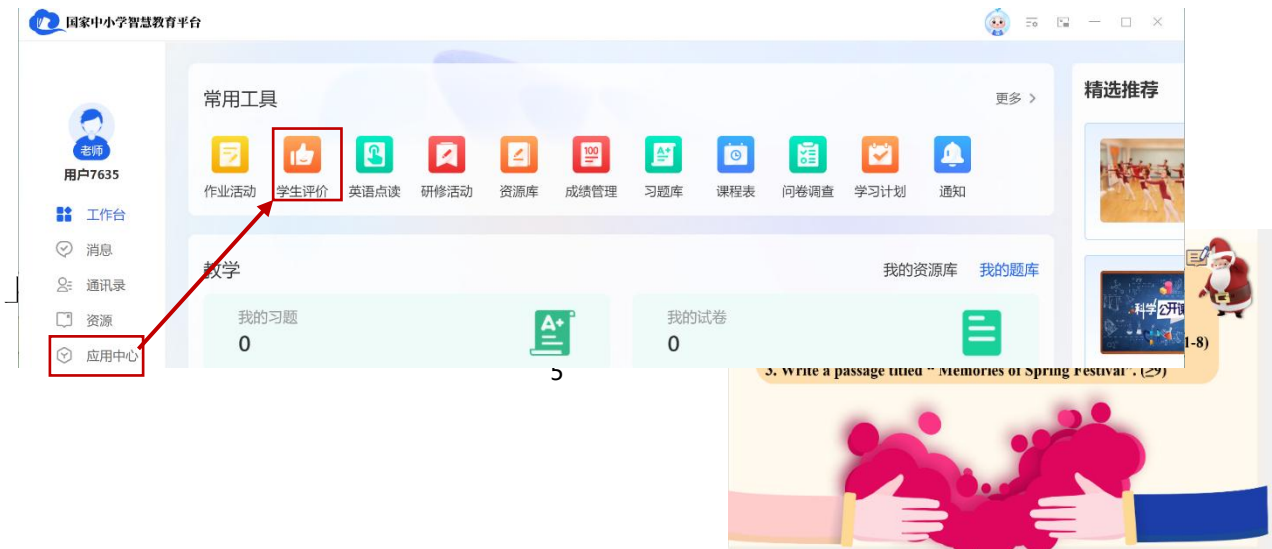 国家中小学智慧教育平台
老师
用户7635
工作台
消息
通讯录
资源
应用中心
常用工具
更多 >
作业活动 学生评价 英语点读 研修活动 资源库 成绩管理 习题库 课程表 问卷调查 学习计划 通知
教学
我的资源库 我的题库
我的习题
0
我的试卷
0
精选推荐
科学公开课
1-8)
5
3. Write a passage titled “ Memories of Spring Festival”. (≥9)